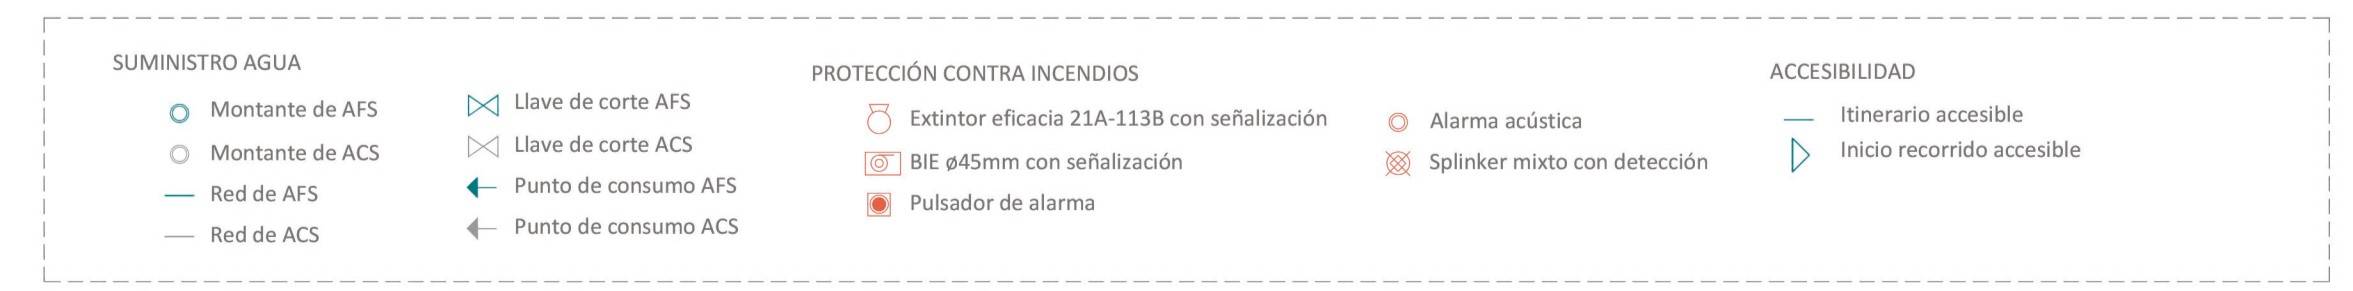 SUMINISTRO AGUA
Montante de AFS
Montante de ACS
Red de AFS
Red de ACS
Llave de corte AFS
Llave de corte ACS
Punto de consumo AFS
Punto de consumo ACS
PROTECCIÓN CONTRA INCENDIOS
Extintor eficacia 21A-113B con señalización
BIE ø45mm con señalización
Pulsador de alarma
Alarma acústica
Splinker mixto con detección
ACCESIBILIDAD
Itinerario accesible
Inicio recorrido accesible